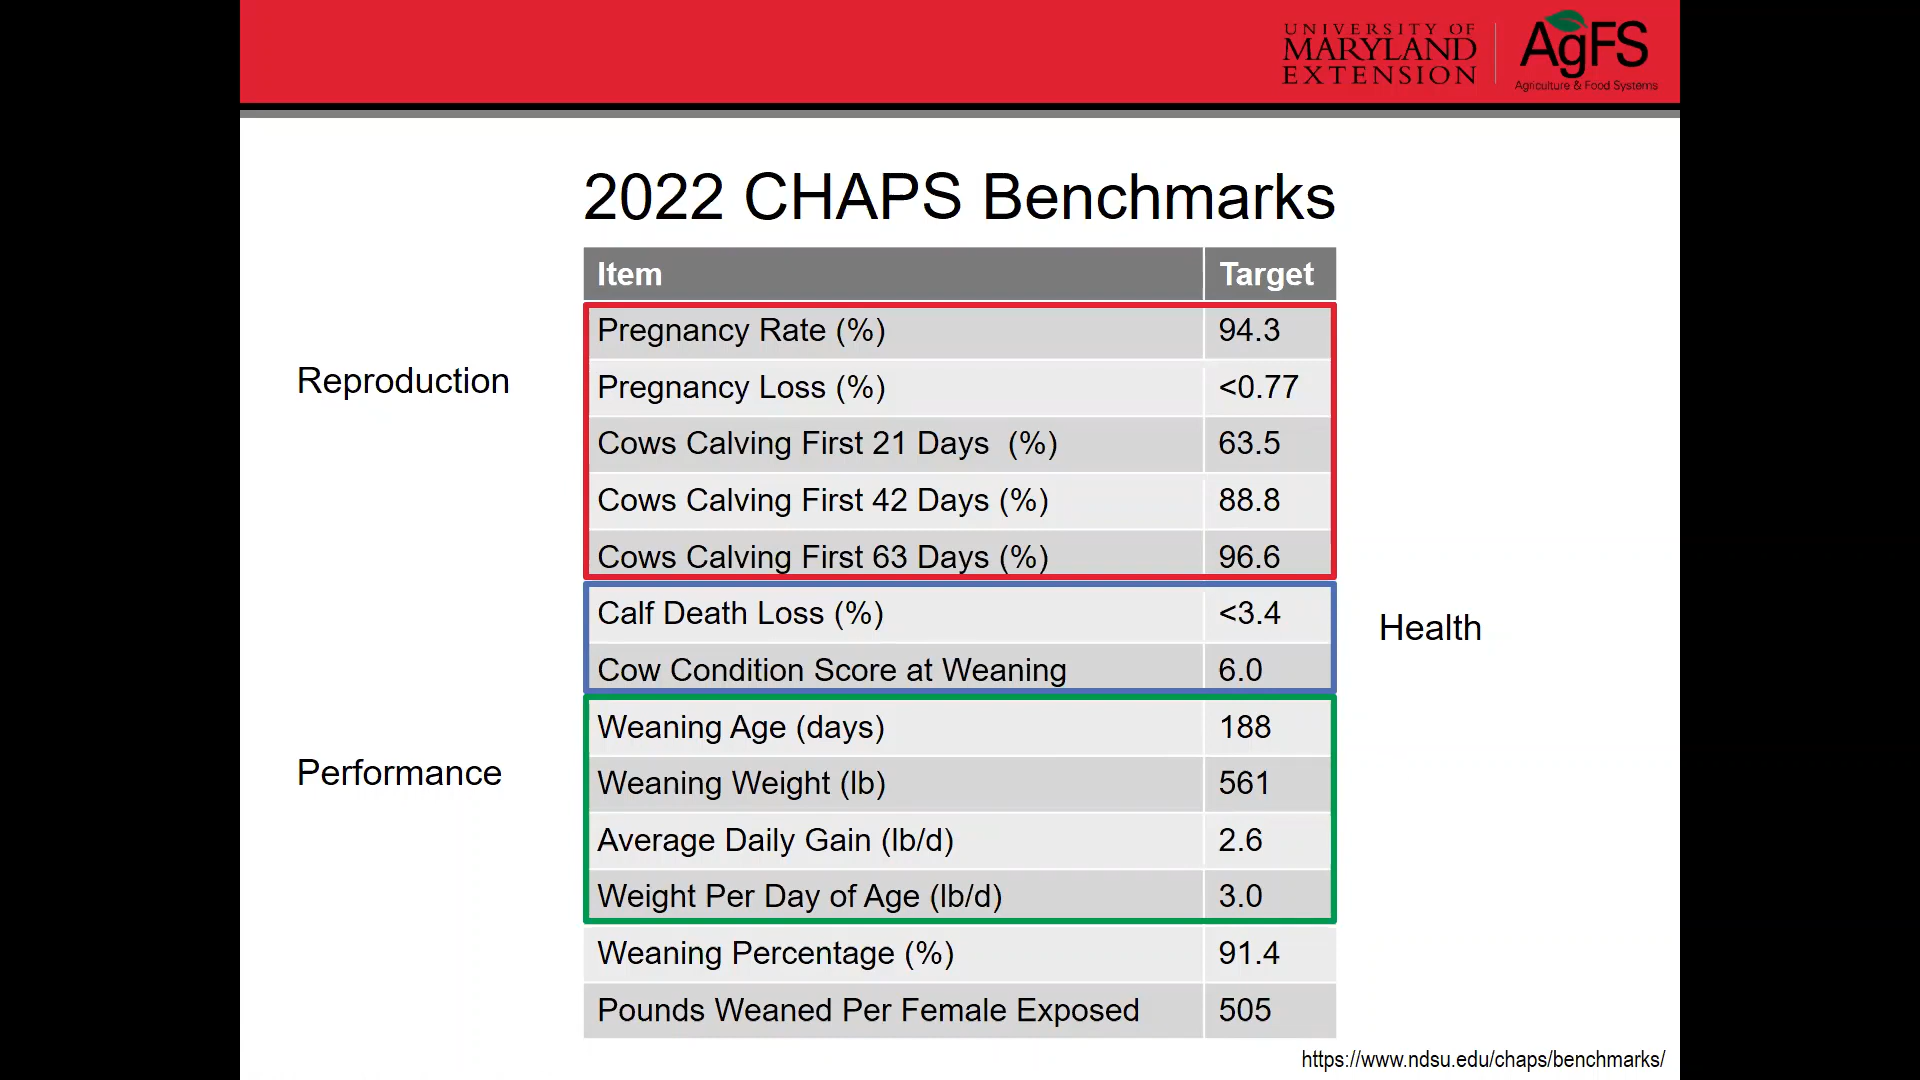 UNIVERSITY OF
MARYLAND
EXTENSION
AgFS
Agriculture & Food Systems
2022 CHAPS Benchmarks
Item Target
Reproduction
Pregnancy Rate (%) 94.3
Pregnancy Loss (%) <0.77
Cows Calving First 21 Days (%) 63.5
Cows Calving First 42 Days (%) 88.8
Cows Calving First 63 Days (%) 96.6
Health
Calf Death Loss (%) <3.4
Cow Condition Score at Weaning 6.0
Performance
Weaning Age (days) 188
Weaning Weight (lb) 561
Average Daily Gain (lb/d) 2.6
Weight Per Day of Age (lb/d) 3.0
Weaning Percentage (%) 91.4
Pounds Weaned Per Female Exposed 505
https://www.ndsu.edu/chaps/benchmarks/